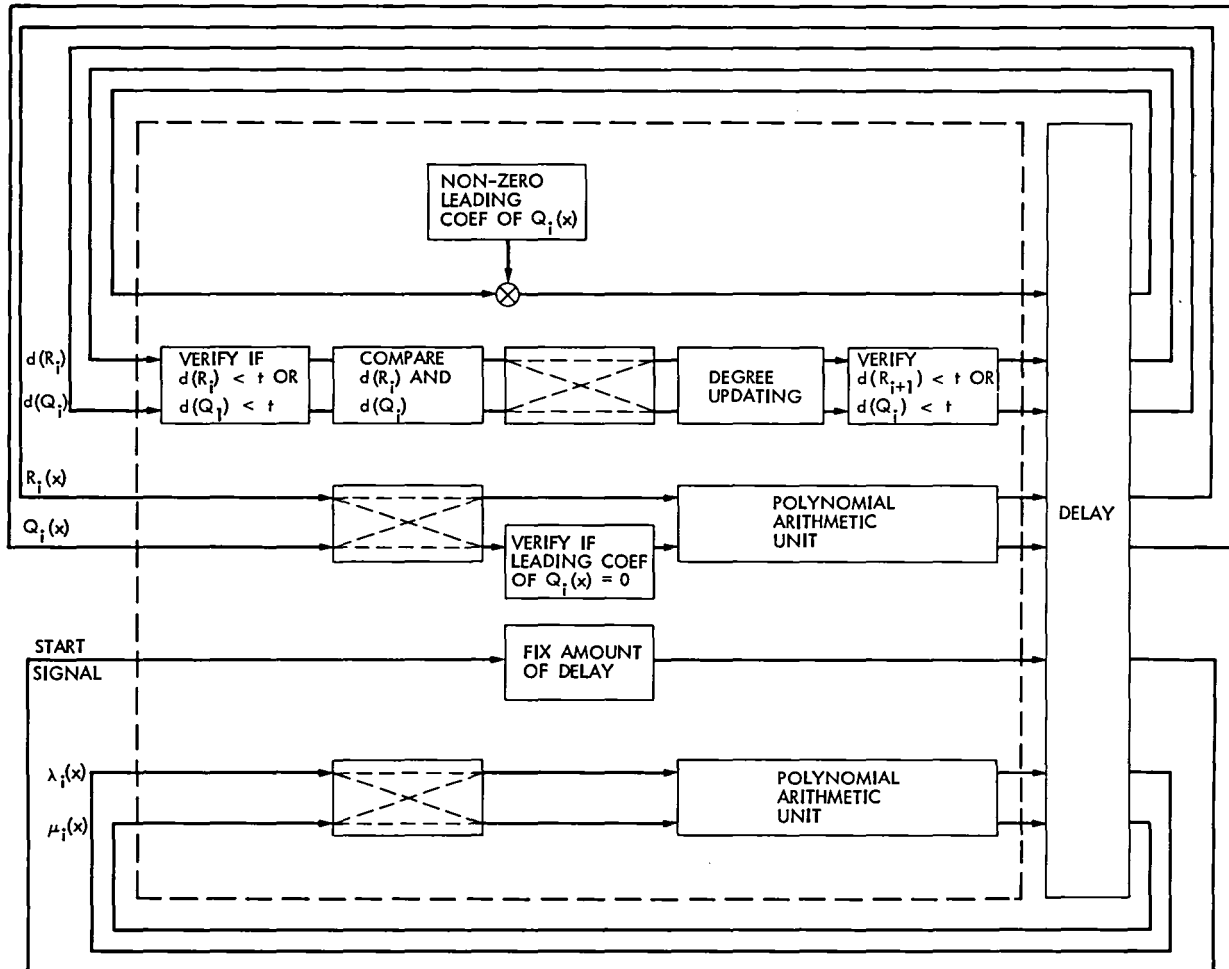 NON-ZERO
LEADING
COEF OF Q_i(x)
d(R_i)
d(Q_i)
VERIFY IF
d(R_i) < t OR
d(Q_1) < t
COMPARE
d(R_i) AND
d(Q_i)
DEGREE
UPDATING
VERIFY
d(R_{i+1}) < t OR
d(Q_i) < t
R_i(x)
Q_i(x)
VERIFY IF
LEADING COEF
OF Q_i(x) = 0
POLYNOMIAL
ARITHMETIC
UNIT
DELAY
START
SIGNAL
FIX AMOUNT
OF DELAY
λ_i(x)
μ_i(x)
POLYNOMIAL
ARITHMETIC
UNIT